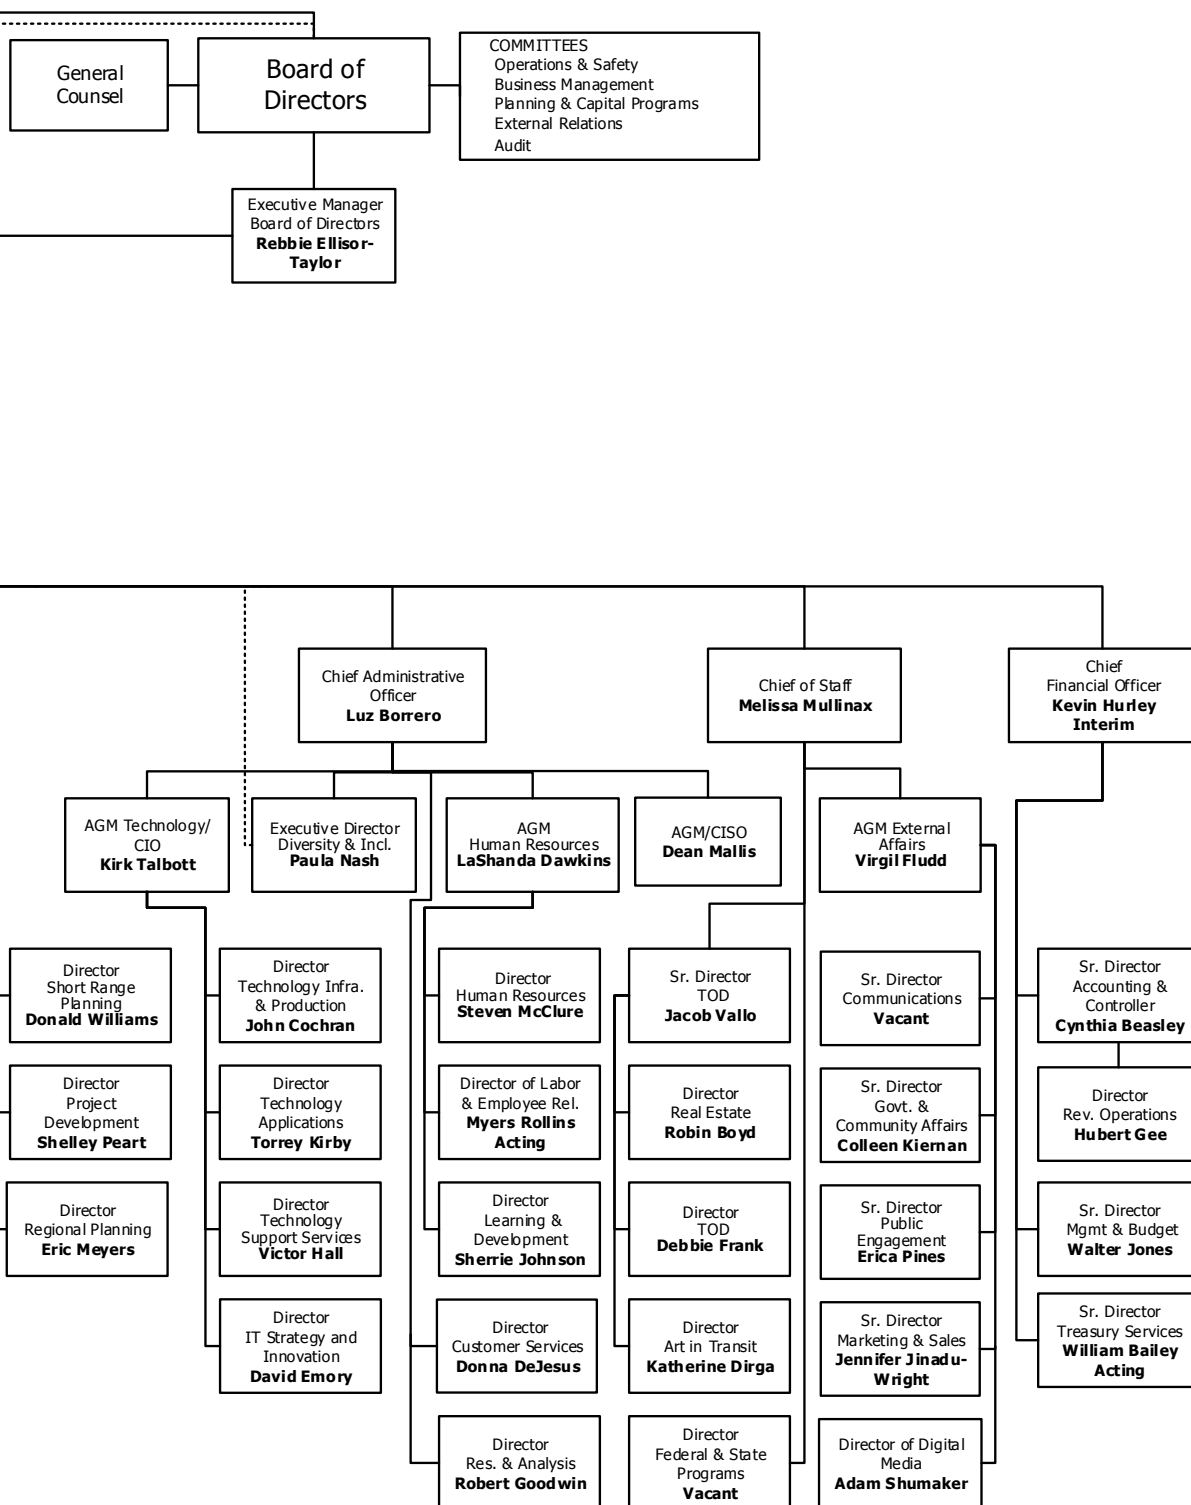 General
Counsel
Board of
Directors
COMMITTEES
Operations & Safety
Business Management
Planning & Capital Programs
External Relations
Audit
Executive Manager
Board of Directors
Rebbie Ellisor-
Taylor
Chief Administrative
Officer
Luz Borrero
Chief of Staff
Melissa Mullinax
Chief
Financial Officer
Kevin Hurley
Interim
AGM Technology/
CIO
Kirk Talbott
Executive Director
Diversity & Incl.
Paula Nash
AGM
Human Resources
LaShanda Dawkins
AGM/CISO
Dean Mallis
AGM External
Affairs
Virgil Fludd
Director
Short Range
Planning
Donald Williams
Director
Technology Infra.
& Production
John Cochran
Director
Human Resources
Steven McClure
Sr. Director
TOD
Jacob Vallo
Sr. Director
Communications
Vacant
Sr. Director
Accounting &
Controller
Cynthia Beasley
Director
Project
Development
Shelley Peart
Director
Technology
Applications
Torrey Kirby
Director of Labor
& Employee Rel.
Myers Rollins
Acting
Director
Real Estate
Robin Boyd
Sr. Director
Govt. &
Community Affairs
Colleen Kiernan
Director
Rev. Operations
Hubert Gee
Director
Regional Planning
Eric Meyers
Director
Technology
Support Services
Victor Hall
Director
Learning &
Development
Sherrie Johnson
Director
TOD
Debbie Frank
Sr. Director
Public
Engagement
Erica Pines
Sr. Director
Mgmt & Budget
Walter Jones
Director
IT Strategy and
Innovation
David Emory
Director
Customer Services
Donna DeJesus
Director
Art in Transit
Katherine Dirga
Sr. Director
Marketing & Sales
Jennifer Jinadu-
Wright
Sr. Director
Treasury Services
William Bailey
Acting
Director
Res. & Analysis
Robert Goodwin
Director
Federal & State
Programs
Vacant
Director of Digital
Media
Adam Shumaker